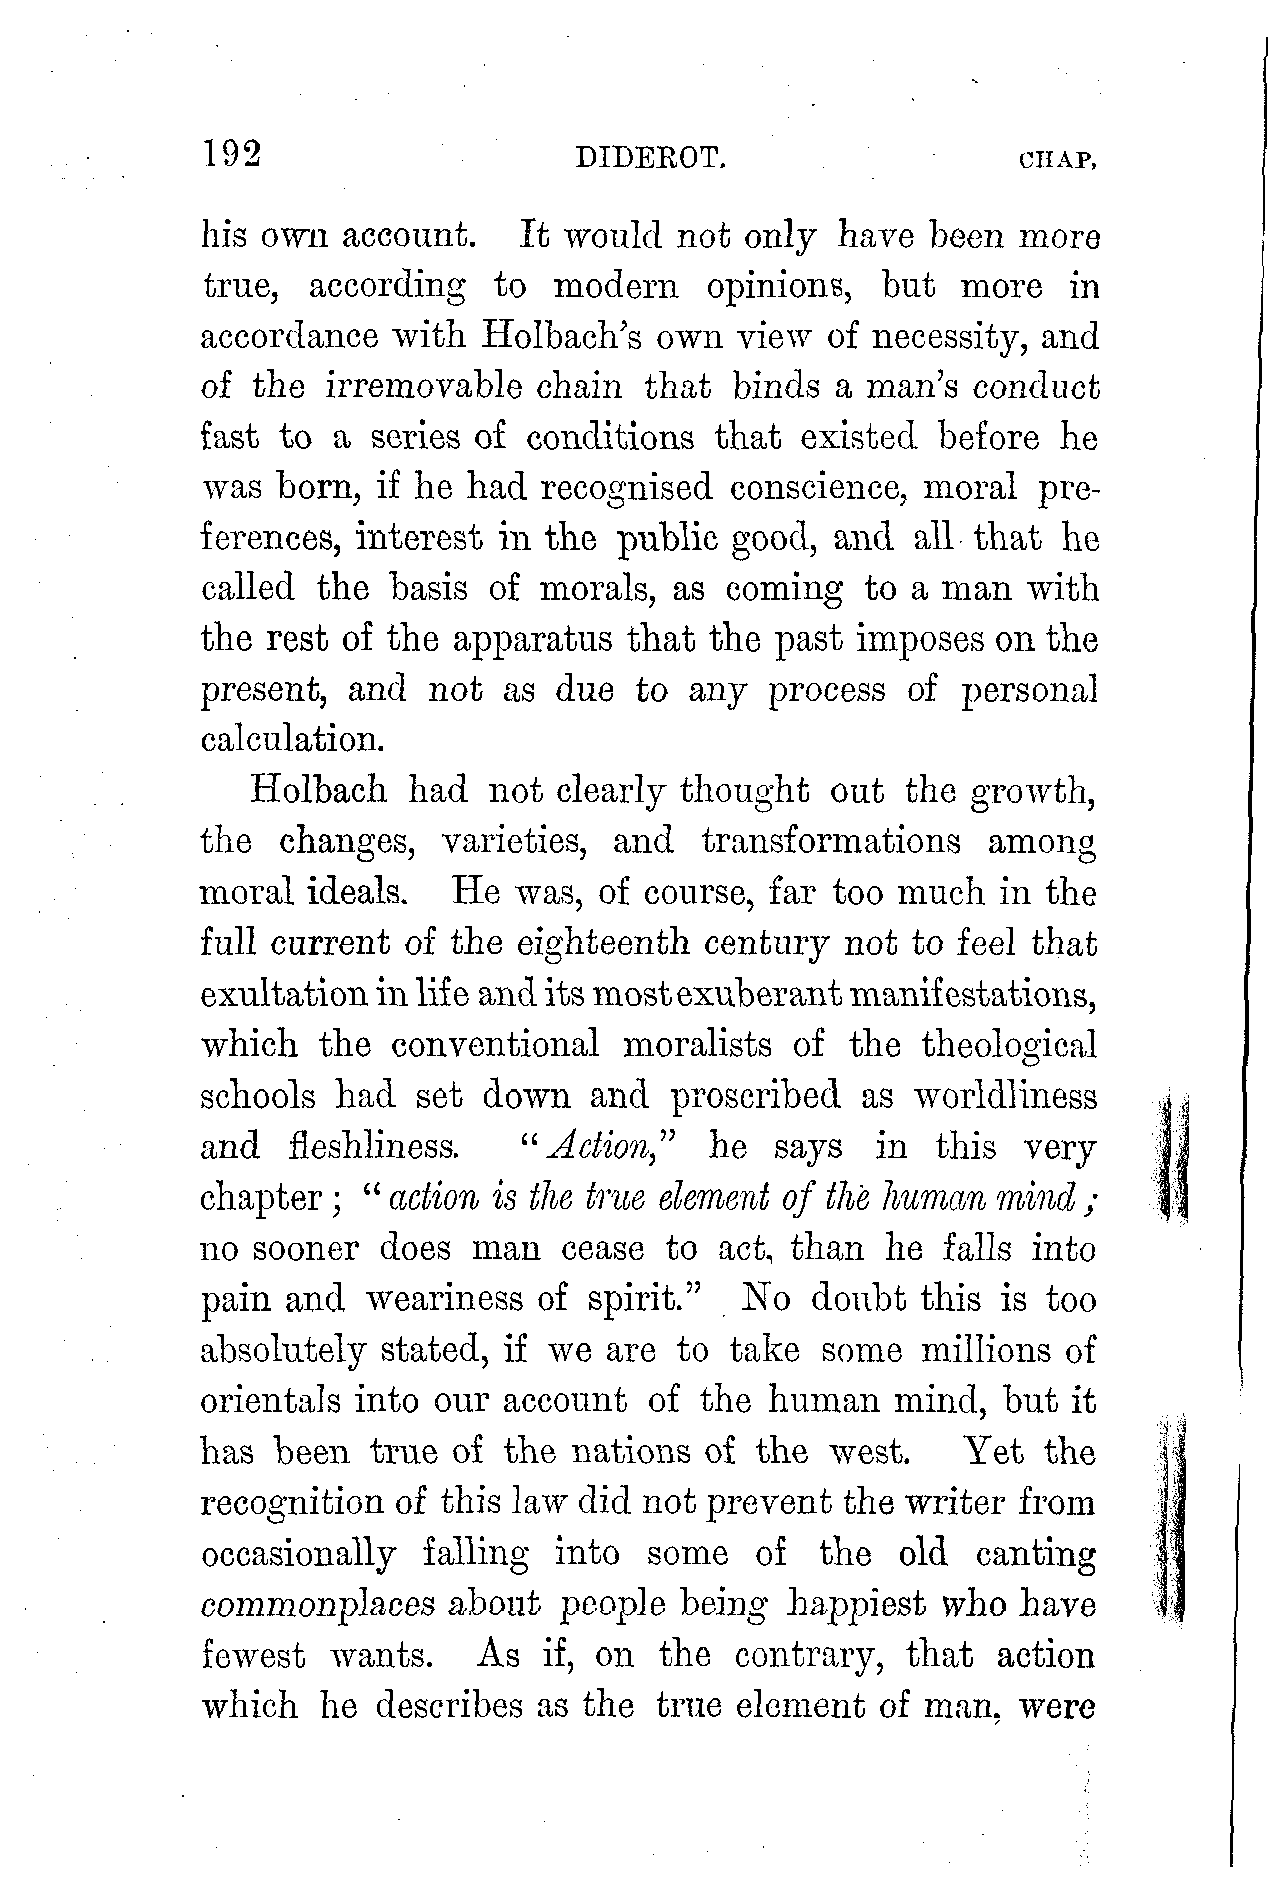 192 DIDEROT. CHAP.
his own account. It would not only have been more
true, according to modern opinions, but more in
accordance with Holbach's own view of necessity, and
of the irremovable chain that binds a man's conduct
fast to a series of conditions that existed before he
was born, if he had recognised conscience, moral pre-
ferences, interest in the public good, and all that he
called the basis of morals, as coming to a man with
the rest of the apparatus that the past imposes on the
present, and not as due to any process of personal
calculation.
Holbach had not clearly thought out the growth,
the changes, varieties, and transformations among
moral ideals. He was, of course, far too much in the
full current of the eighteenth century not to feel that
exultation in life and its most exuberant manifestations,
which the conventional moralists of the theological
schools had set down and proscribed as worldliness
and fleshliness. "Action," he says in this very
chapter; "action is the true element of the human mind;
no sooner does man cease to act, than he falls into
pain and weariness of spirit." No doubt this is too
absolutely stated, if we are to take some millions of
orientals into our account of the human mind, but it
has been true of the nations of the west. Yet the
recognition of this law did not prevent the writer from
occasionally falling into some of the old canting
commonplaces about people being happiest who have
fewest wants. As if, on the contrary, that action
which he describes as the true element of man, were